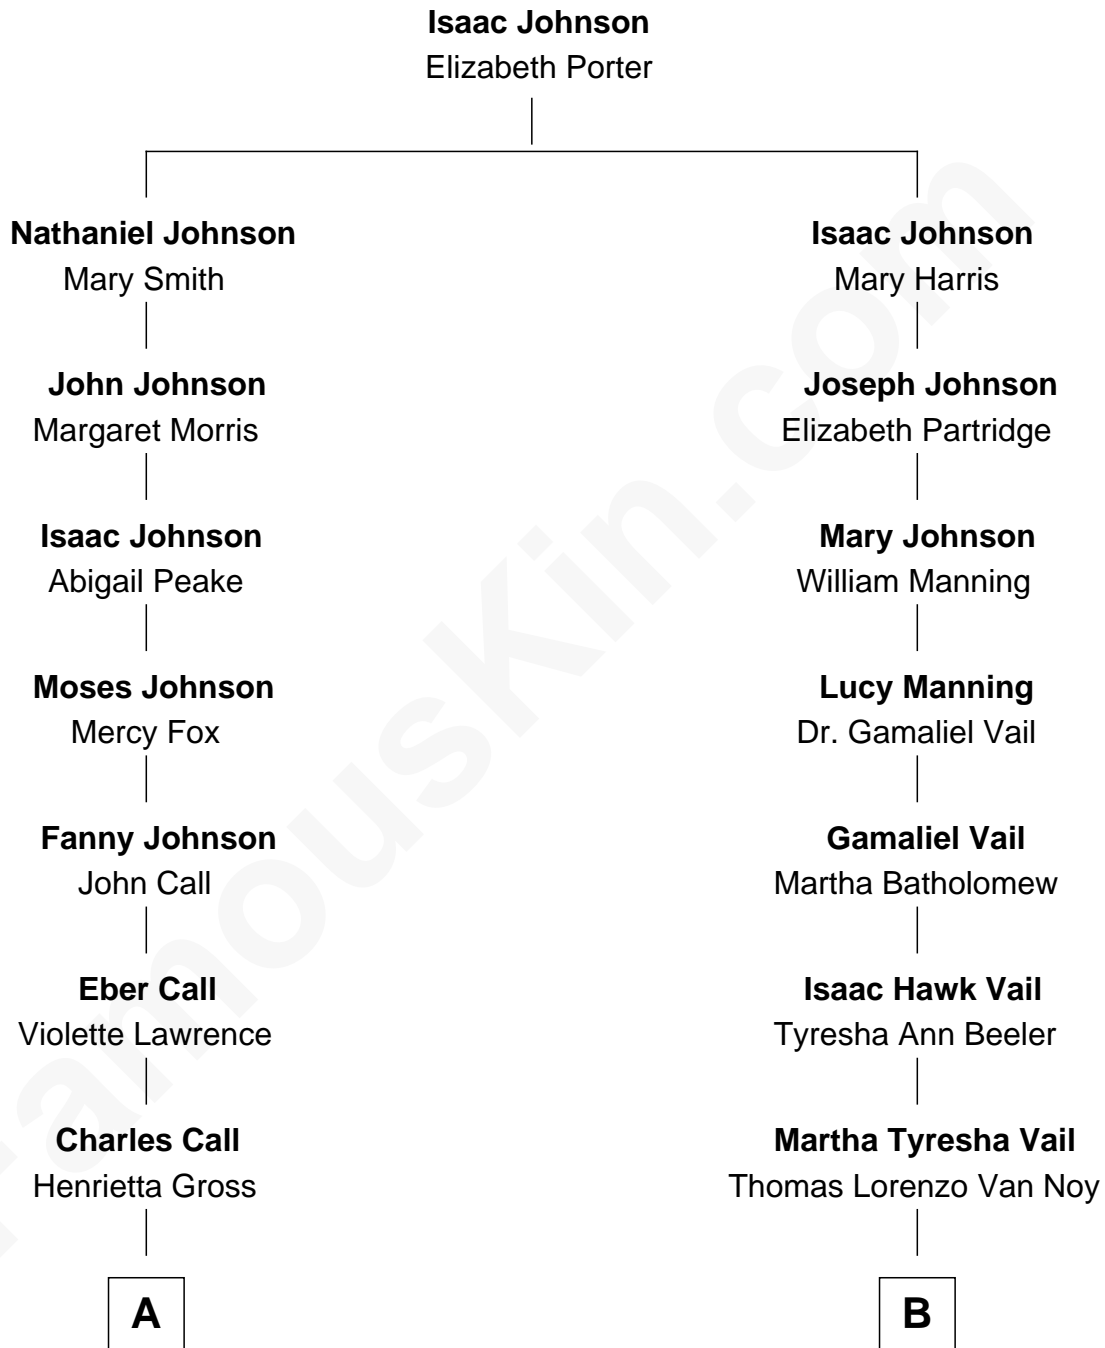 Isaac Johnson
Elizabeth Porter
Nathaniel Johnson
Mary Smith
John Johnson
Margaret Morris
Isaac Johnson
Abigail Peake
Moses Johnson
Mercy Fox
Fanny Johnson
John Call
Eber Call
Violette Lawrence
Charles Call
Henrietta Gross
A
Isaac Johnson
Mary Harris
Joseph Johnson
Elizabeth Partridge
Mary Johnson
William Manning
Lucy Manning
Dr. Gamaliel Vail
Gamaliel Vail
Martha Batholomew
Isaac Hawk Vail
Tyresha Ann Beeler
Martha Tyresha Vail
Thomas Lorenzo Van Noy
B
FamousKin.com